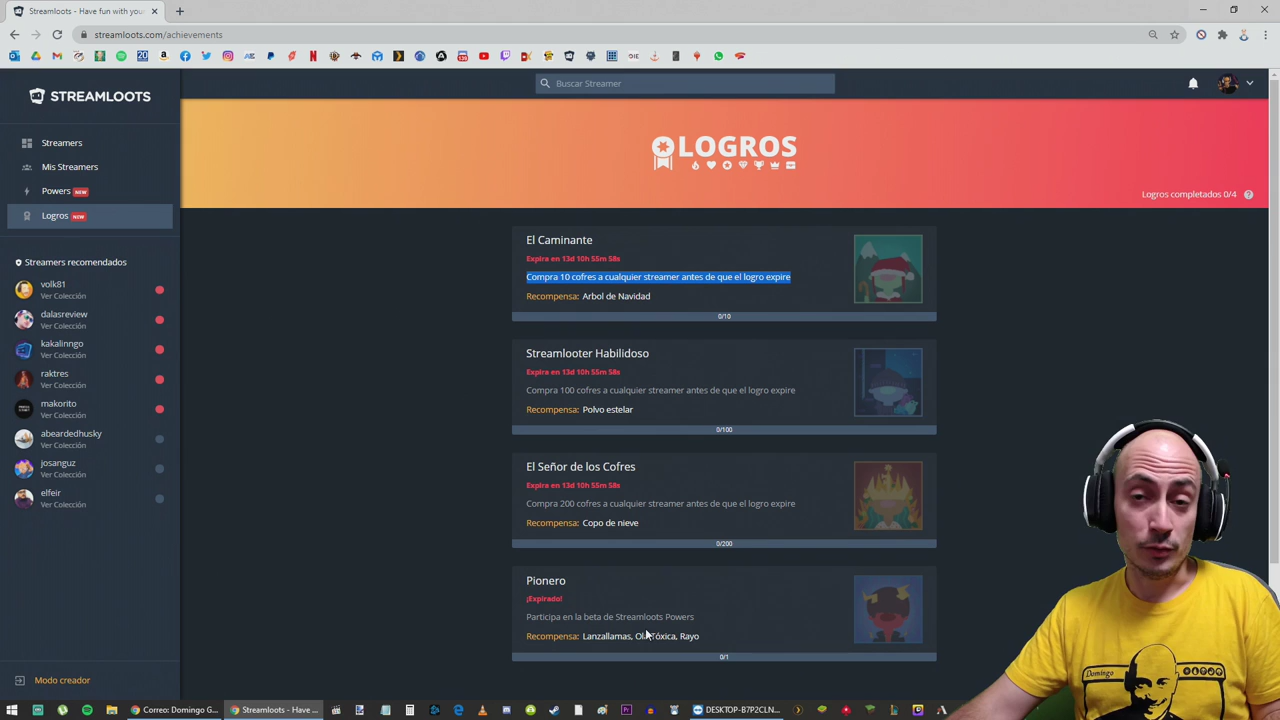 Streamloots - Have fun with your
streamloots.com/achievements
STREAMLOOTS
Buscar Streamer
Streamers
Mis Streamers
Powers NEW
Logros NEW
LOGROS
Logros completados 0/4
Streamers recomendados
volk81
Ver Colección
dalasreview
Ver Colección
kakalinngo
Ver Colección
raktres
Ver Colección
makorito
Ver Colección
abeardedhusky
Ver Colección
josanguz
Ver Colección
elfeir
Ver Colección
Modo creador
El Caminante
Expira en 13d 10h 55m 58s
Compra 10 cofres a cualquier streamer antes de que el logro expire
Recompensa: Arbol de Navidad
0/10
Streamlooter Habilidoso
Expira en 13d 10h 55m 58s
Compra 100 cofres a cualquier streamer antes de que el logro expire
Recompensa: Polvo estelar
0/100
El Señor de los Cofres
Expira en 13d 10h 55m 58s
Compra 200 cofres a cualquier streamer antes de que el logro expire
Recompensa: Copo de nieve
0/200
Pionero
¡Expirado!
Participa en la beta de Streamloots Powers
Recompensa: Lanzallamas, Ola Tóxica, Rayo
0/1
Domingo
Correo: Domingo G...
Streamloots - Have ...
DESKTOP-B7P2CLN...